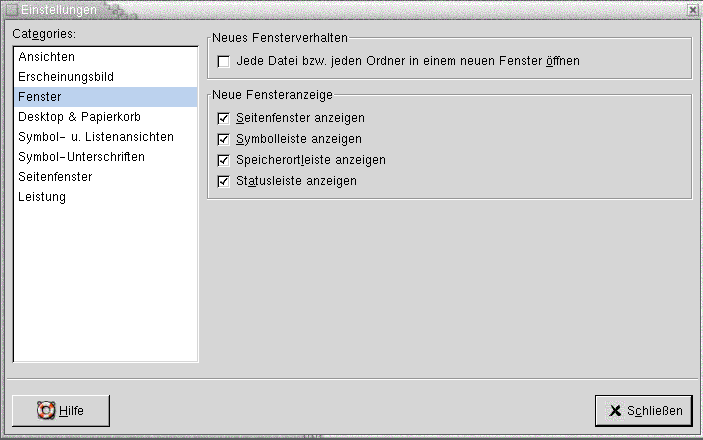 Einstellungen
Categories:
Ansichten
Erscheinungsbild
Fenster
Desktop & Papierkorb
Symbol- u. Listenansichten
Symbol-Unterschriften
Seitenfenster
Leistung
Neues Fensterverhalten
Jede Datei bzw. jeden Ordner in einem neuen Fenster öffnen
Neue Fensteranzeige
Seitenfenster anzeigen
Symbolleiste anzeigen
Speicherortleiste anzeigen
Statusleiste anzeigen
Hilfe
Schließen